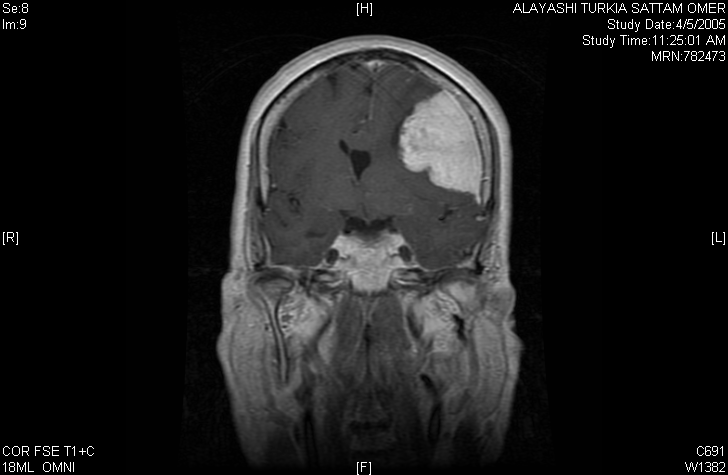 Se:8
Im:9
[H]
ALAYASHI TURKIA SATTAM OMER
Study Date:4/5/2005
Study Time:11:25:01 AM
MRN:782473
[R]
[L]
COR FSE T1+C
18ML OMNI
[F]
C691
W1382